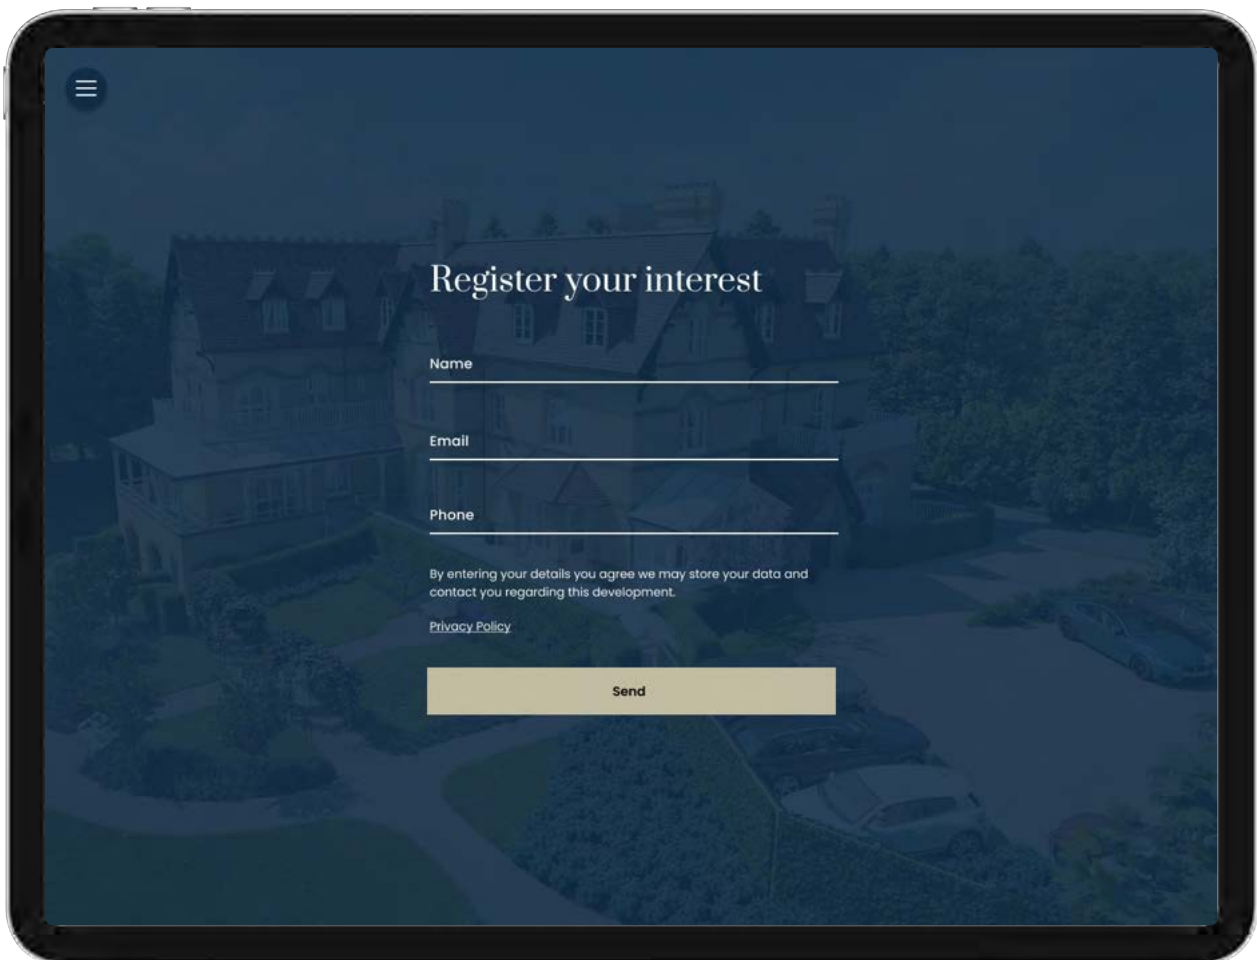 Register your interest
Name
Email
Phone
By entering your details you agree we may store your data and
contact you regarding this development.
Privacy Policy
Send